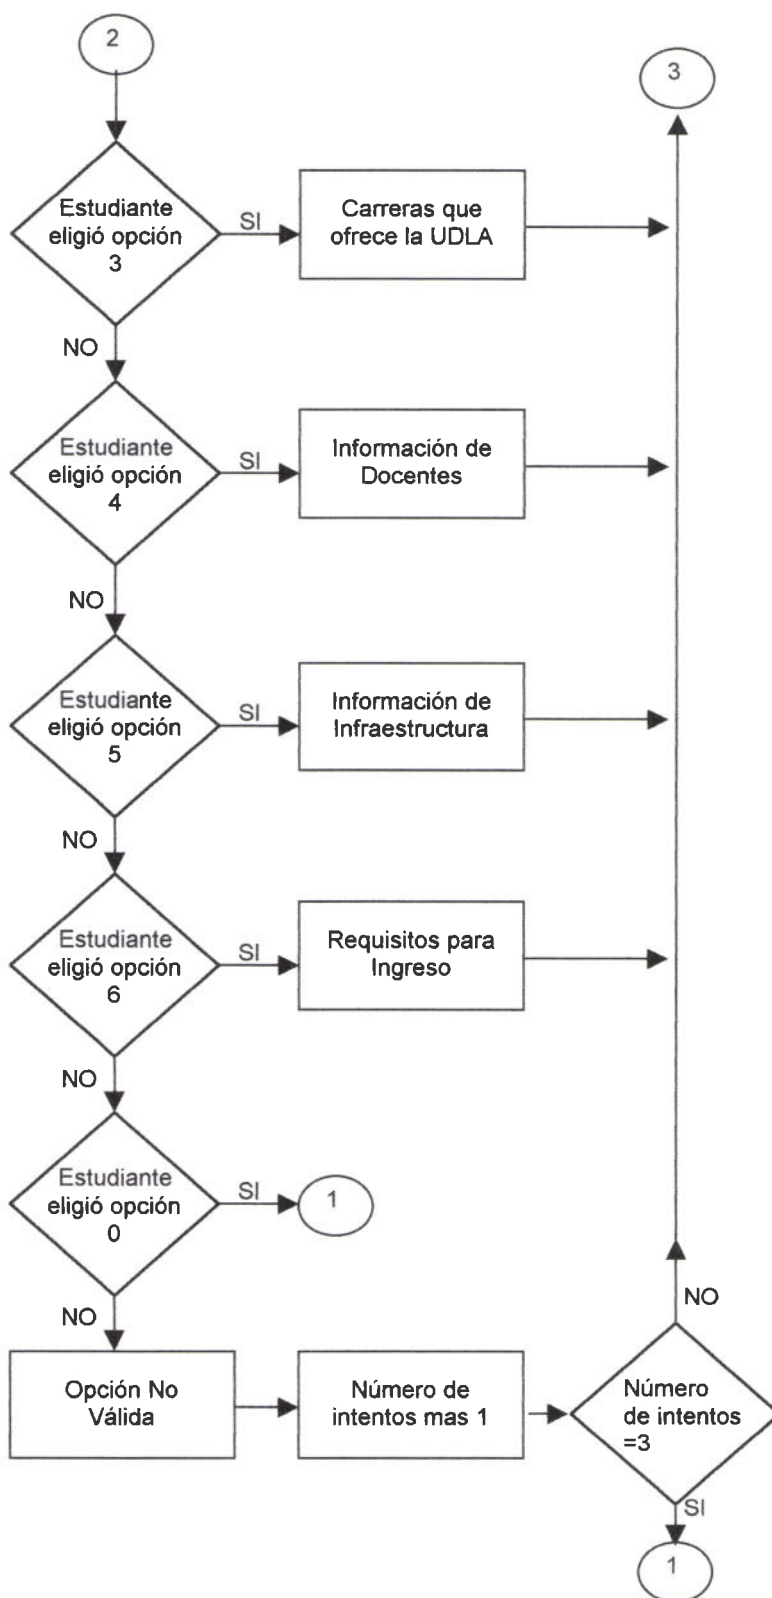 2
3
Estudiante
eligió opción
3
SI
Carreras que
ofrece la UDLA
NO
Estudiante
eligió opción
4
SI
Información de
Docentes
NO
Estudiante
eligió opción
5
SI
Información de
Infraestructura
NO
Estudiante
eligió opción
6
SI
Requisitos para
Ingreso
NO
Estudiante
eligió opción
0
SI
1
NO
NO
Opción No
Válida
Número de
intentos mas 1
Número
de intentos
=3
SI
1